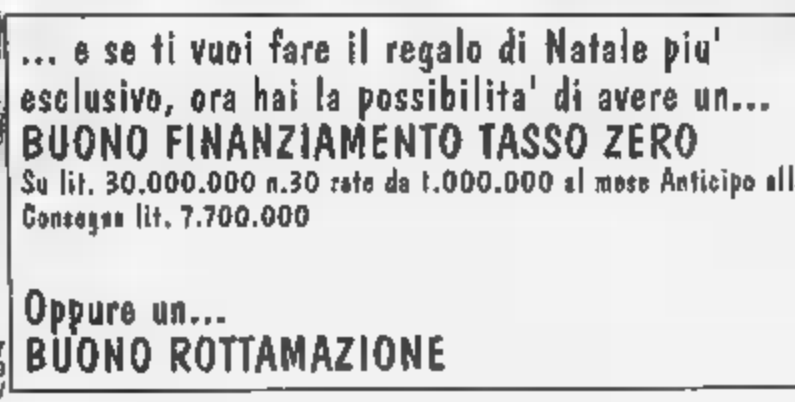 ... e se ti vuoi fare il regalo di Natale piu'
esclusivo, ora hai la possibilita' di avere un...
BUONO FINANZIAMENTO TASSO ZERO
Su lit. 30.000.000 n.30 rate da 1.000.000 al mese Anticipo all
Consegna lit. 7.700.000
Oppure un...
BUONO ROTTAMAZIONE